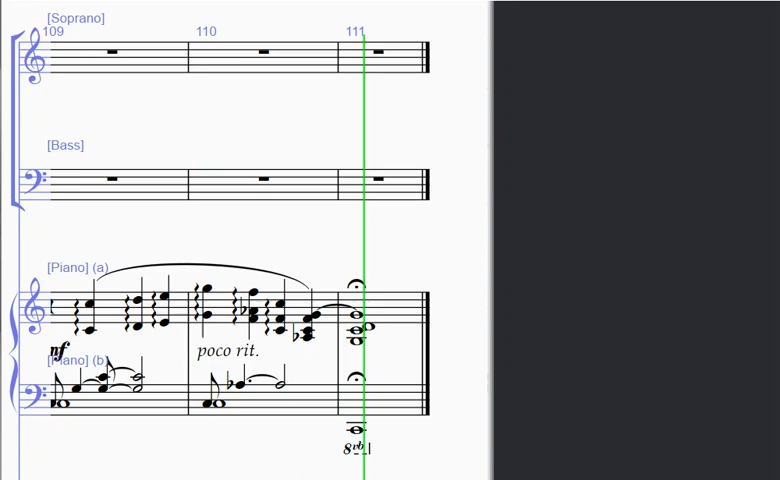 [Soprano]
109 110 111
[Bass]
[Piano] (a)
mf
poco rit.
[Piano] (b)
8vb